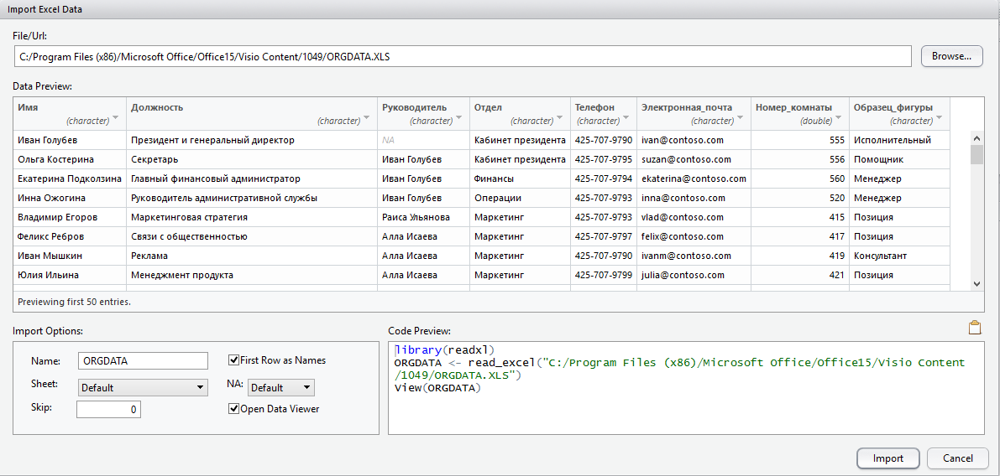 Import Excel Data
File/Url:
C:/Program Files (x86)/Microsoft Office/Office15/Visio Content/1049/ORGDATA.XLS
Browse...
Data Preview:
Имя Должность Руководитель Отдел Телефон Электронная_почта Номер_комнаты Образец_фигуры
(character) (character) (character) (character) (character) (character) (double) (character)
Иван Голубев Президент и генеральный директор NA Кабинет президента 425-707-9790 ivan@contoso.com 555 Исполнительный
Ольга Костерина Секретарь Иван Голубев Кабинет президента 425-707-9795 suzan@contoso.com 556 Помощник
Екатерина Подколзина Главный финансовый администратор Иван Голубев Финансы 425-707-9794 ekaterina@contoso.com 560 Менеджер
Инна Ожогина Руководитель административной службы Иван Голубев Операции 425-707-9793 inna@contoso.com 520 Менеджер
Владимир Егоров Маркетинговая стратегия Раиса Ульянова Маркетинг 425-707-9793 vlad@contoso.com 415 Позиция
Феликс Ребров Связи с общественностью Алла Исаева Маркетинг 425-707-9797 felix@contoso.com 417 Позиция
Иван Мышкин Реклама Алла Исаева Маркетинг 425-707-9790 ivanm@contoso.com 419 Консультант
Юлия Ильина Менеджмент продукта Алла Исаева Маркетинг 425-707-9799 julia@contoso.com 421 Позиция
Previewing first 50 entries.
Import Options:
Name: ORGDATA First Row as Names
Sheet: Default NA: Default
Skip: 0 Open Data Viewer
Code Preview:
library(readxl)
ORGDATA <- read_excel("C:/Program Files (x86)/Microsoft Office/Office15/Visio Content
/1049/ORGDATA.XLS")
View(ORGDATA)
Import Cancel